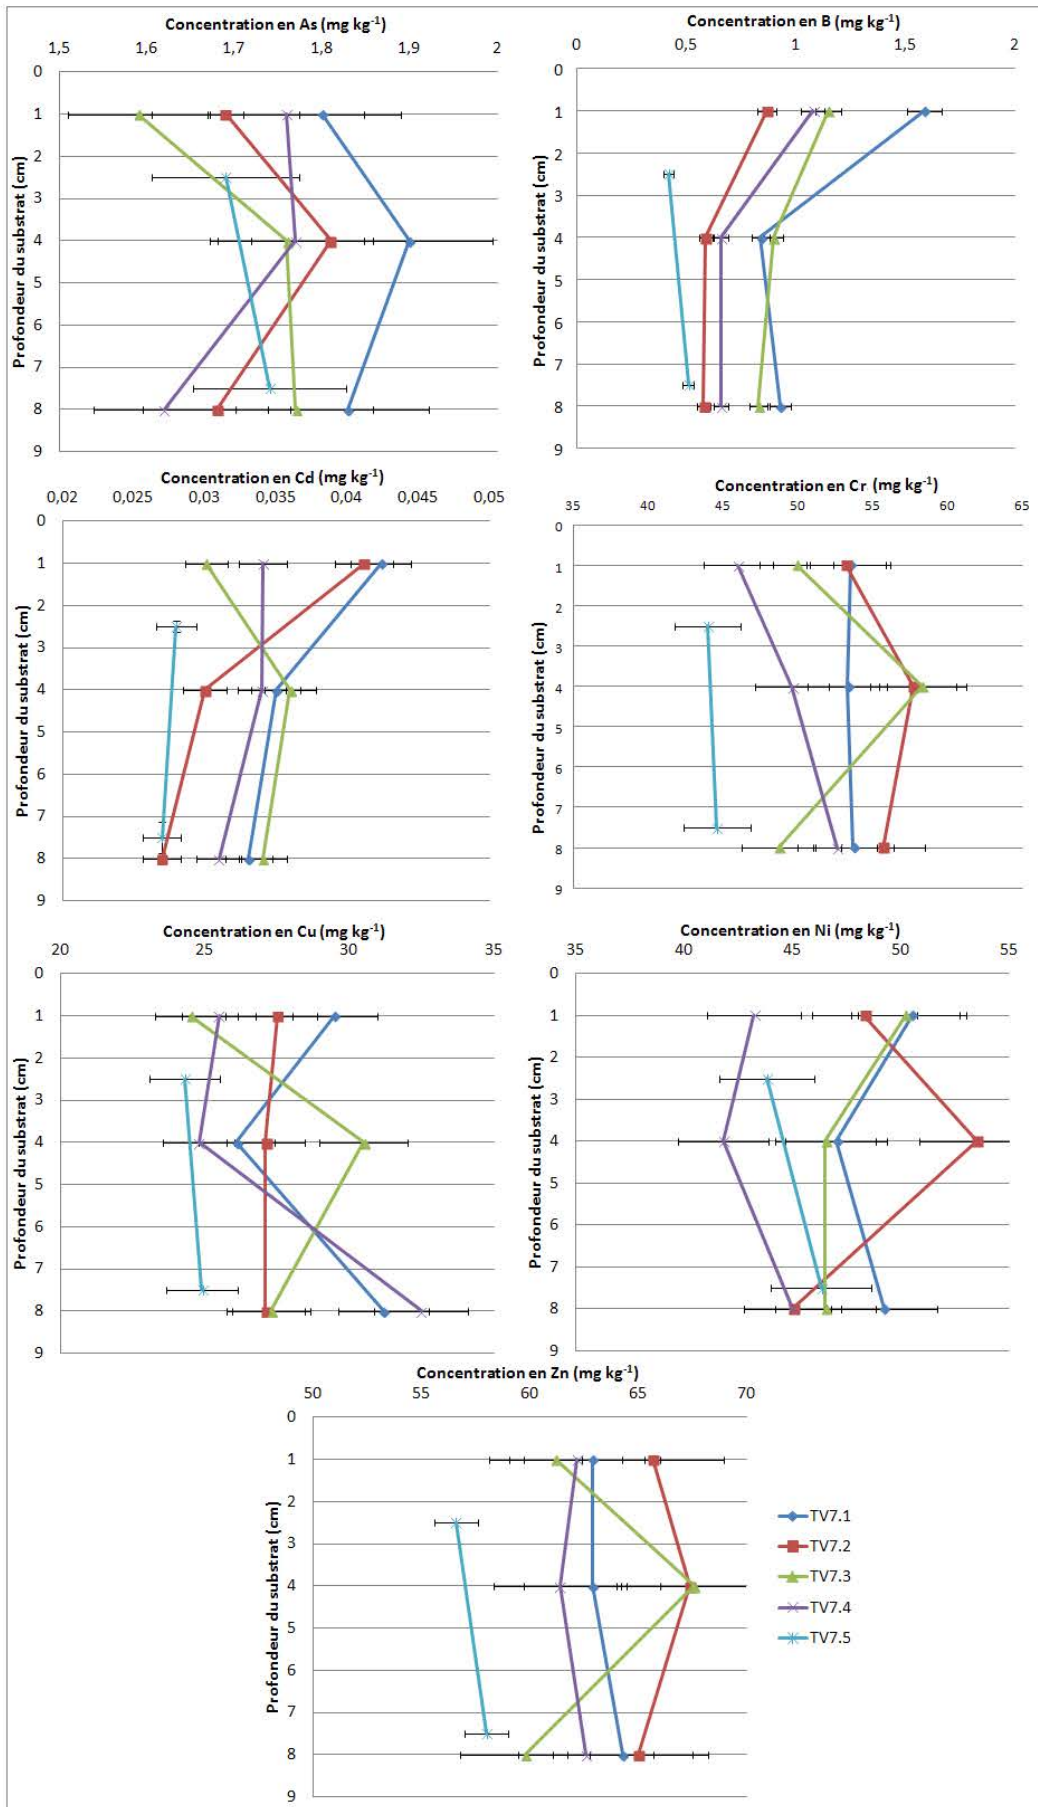 Concentration en As (mg kg-1)
1,5 1,6 1,7 1,8 1,9 2
0
1
2
3
4
5
6
7
8
9
Profondeur du substrat (cm)
Concentration en B (mg kg-1)
0 0,5 1 1,5 2
0
1
2
3
4
5
6
7
8
9
Profondeur du substrat (cm)
Concentration en Cd (mg kg-1)
0,02 0,025 0,03 0,035 0,04 0,045 0,05
0
1
2
3
4
5
6
7
8
9
Profondeur du substrat (cm)
Concentration en Cr (mg kg-1)
35 40 45 50 55 60 65
0
1
2
3
4
5
6
7
8
9
Profondeur du substrat (cm)
Concentration en Cu (mg kg-1)
20 25 30 35
0
1
2
3
4
5
6
7
8
9
Profondeur du substrat (cm)
Concentration en Ni (mg kg-1)
35 40 45 50 55
0
1
2
3
4
5
6
7
8
9
Profondeur du substrat (cm)
Concentration en Zn (mg kg-1)
50 55 60 65 70
0
1
2
3
4
5
6
7
8
9
Profondeur du substrat (cm)
TV7.1
TV7.2
TV7.3
TV7.4
TV7.5